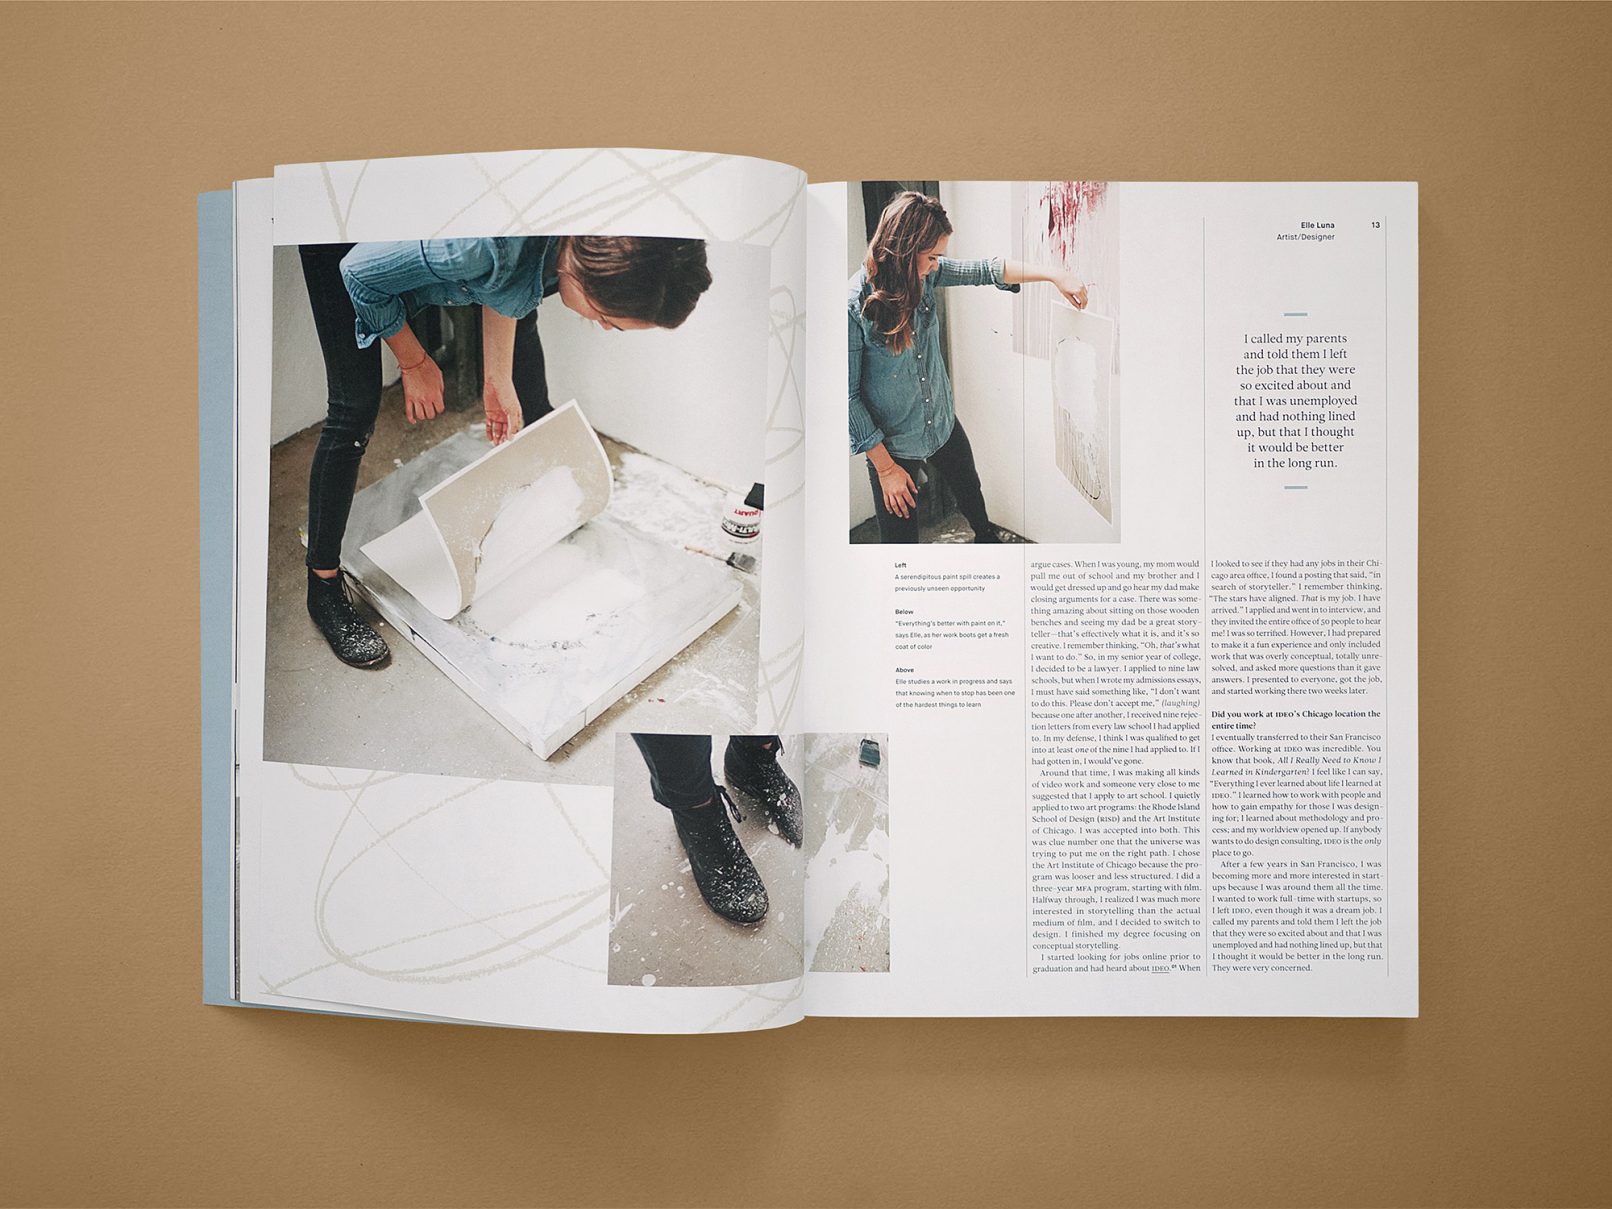 QUART
Elle Luna
13
Artist/Designer
I called my parents
and told them I left
the job that they were
so excited about and
that I was unemployed
and had nothing lined
up, but that I thought
it would be better
in the long run.
Left
A serendipitous paint spill creates a
previously unseen opportunity
Below
“Everything’s better with paint on it,”
says Elle, as her work boots get a fresh
coat of color
Above
Elle studies a work in progress and says
that knowing when to stop has been one
of the hardest things to learn
argue cases. When I was young, my mom would
pull me out of school and my brother and I
would get dressed up and go hear my dad make
closing arguments for a case. There was some-
thing amazing about sitting on those wooden
benches and seeing my dad be a great story-
teller—that’s effectively what it is, and it’s so
creative. I remember thinking, “Oh, that’s what
I want to do.” So, in my senior year of college,
I decided to be a lawyer. I applied to nine law
schools, but when I wrote my admissions essays,
I must have said something like, “I don’t want
to do this. Please don’t accept me,” (laughing)
because one after another, I received nine rejec-
tion letters from every law school I had applied
to. In my defense, I think I was qualified to get
into at least one of the nine I had applied to. If I
had gotten in, I would’ve gone.
Around that time, I was making all kinds
of video work and someone very close to me
suggested that I apply to art school. I quietly
applied to two art programs: the Rhode Island
School of Design (RISD) and the Art Institute
of Chicago. I was accepted into both. This
was clue number one that the universe was
trying to put me on the right path. I chose
the Art Institute of Chicago because the pro-
gram was looser and less structured. I did a
three-year MFA program, starting with film.
Halfway through, I realized I was much more
interested in storytelling than the actual
medium of film, and I decided to switch to
design. I finished my degree focusing on
conceptual storytelling.
I started looking for jobs online prior to
graduation and had heard about IDEO. When
I looked to see if they had any jobs in their Chi-
cago area office, I found a posting that said, “in
search of storyteller.” I remember thinking,
“The stars have aligned. That is my job. I have
arrived.” I applied and went in to interview, and
they invited the entire office of 50 people to hear
me! I was so terrified. However, I had prepared
to make it a fun experience and only included
work that was overly conceptual, totally unre-
solved, and asked more questions than it gave
answers. I presented to everyone, got the job,
and started working there two weeks later.
Did you work at IDEO’s Chicago location the
entire time?
I eventually transferred to their San Francisco
office. Working at IDEO was incredible. You
know that book, All I Really Need to Know I
Learned in Kindergarten? I feel like I can say,
“Everything I ever learned about life I learned at
IDEO.” I learned how to work with people and
how to gain empathy for those I was design-
ing for; I learned about methodology and pro-
cess; and my worldview opened up. If anybody
wants to do design consulting, IDEO is the only
place to go.
After a few years in San Francisco, I was
becoming more and more interested in start-
ups because I was around them all the time.
I wanted to work full-time with startups, so
I left IDEO, even though it was a dream job. I
called my parents and told them I left the job
that they were so excited about and that I was
unemployed and had nothing lined up, but that
I thought it would be better in the long run.
They were very concerned.